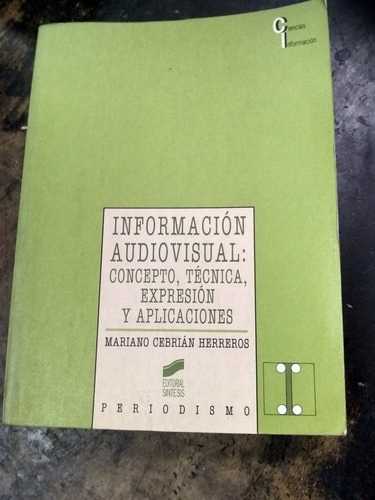 Ciencias
Información
INFORMACIÓN
AUDIOVISUAL:
CONCEPTO, TÉCNICA,
EXPRESIÓN
Y APLICACIONES
MARIANO CEBRIÁN HERREROS
EDITORIAL
SINTESIS
PERIODISMO